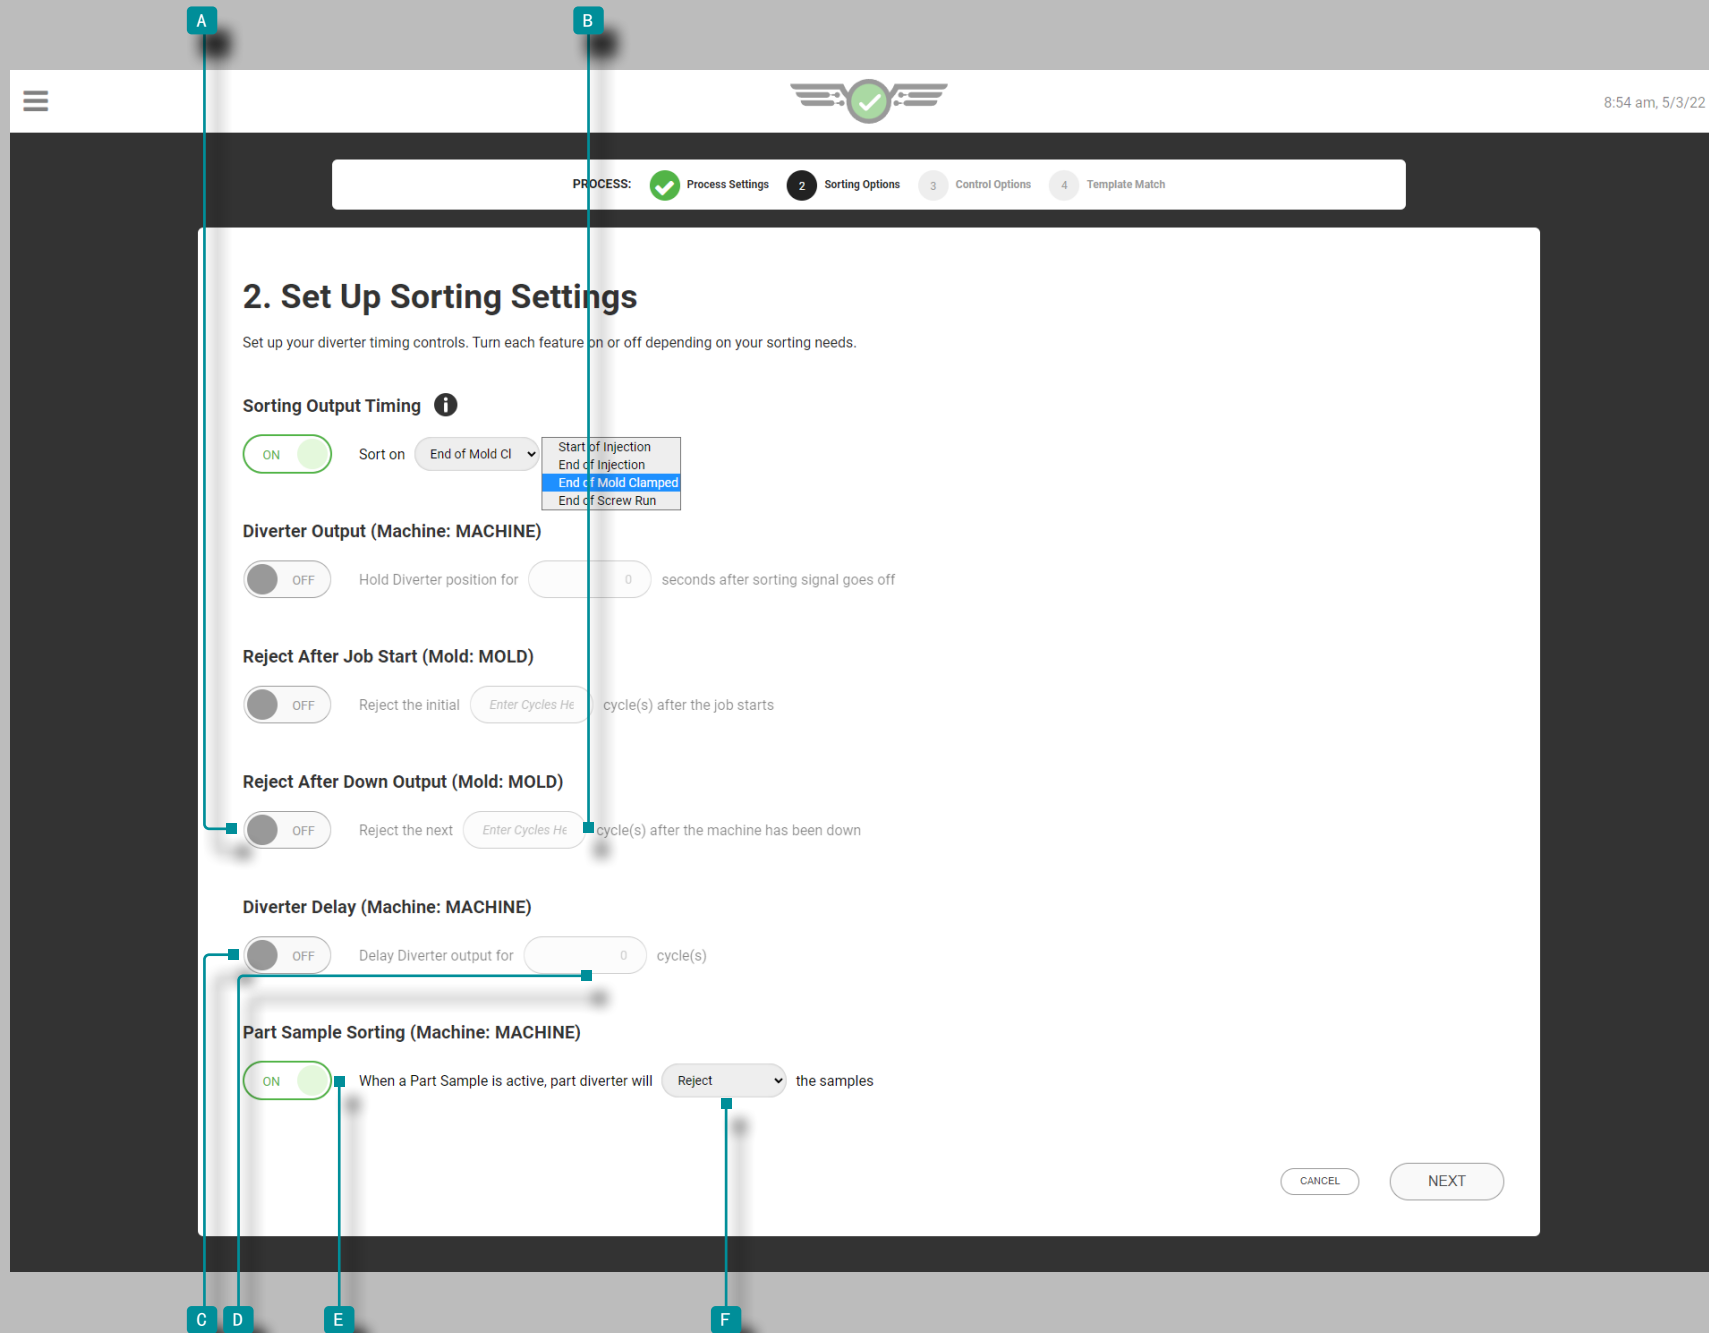 A B
8:54 am, 5/3/22
PROCESS: Process Settings 2 Sorting Options 3 Control Options 4 Template Match
2. Set Up Sorting Settings
Set up your diverter timing controls. Turn each feature on or off depending on your sorting needs.
Sorting Output Timing i
ON Sort on End of Mold Cl
Start of Injection
End of Injection
End of Mold Clamped
End of Screw Run
Diverter Output (Machine: MACHINE)
OFF Hold Diverter position for 0 seconds after sorting signal goes off
Reject After Job Start (Mold: MOLD)
OFF Reject the initial Enter Cycles He cycle(s) after the job starts
Reject After Down Output (Mold: MOLD)
OFF Reject the next Enter Cycles He cycle(s) after the machine has been down
Diverter Delay (Machine: MACHINE)
OFF Delay Diverter output for 0 cycle(s)
Part Sample Sorting (Machine: MACHINE)
ON When a Part Sample is active, part diverter will Reject the samples
CANCEL NEXT
C D E F